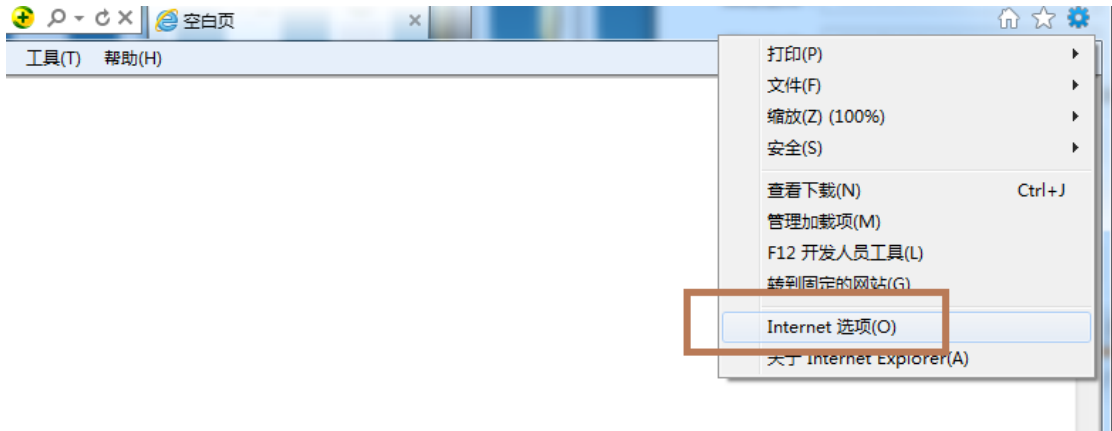 空白页
工具(T) 帮助(H)
打印(P)
文件(F)
缩放(Z) (100%)
安全(S)
查看下载(N) Ctrl+J
管理加载项(M)
F12 开发人员工具(L)
转到固定的网站(G)
Internet 选项(O)
关于 Internet Explorer(A)